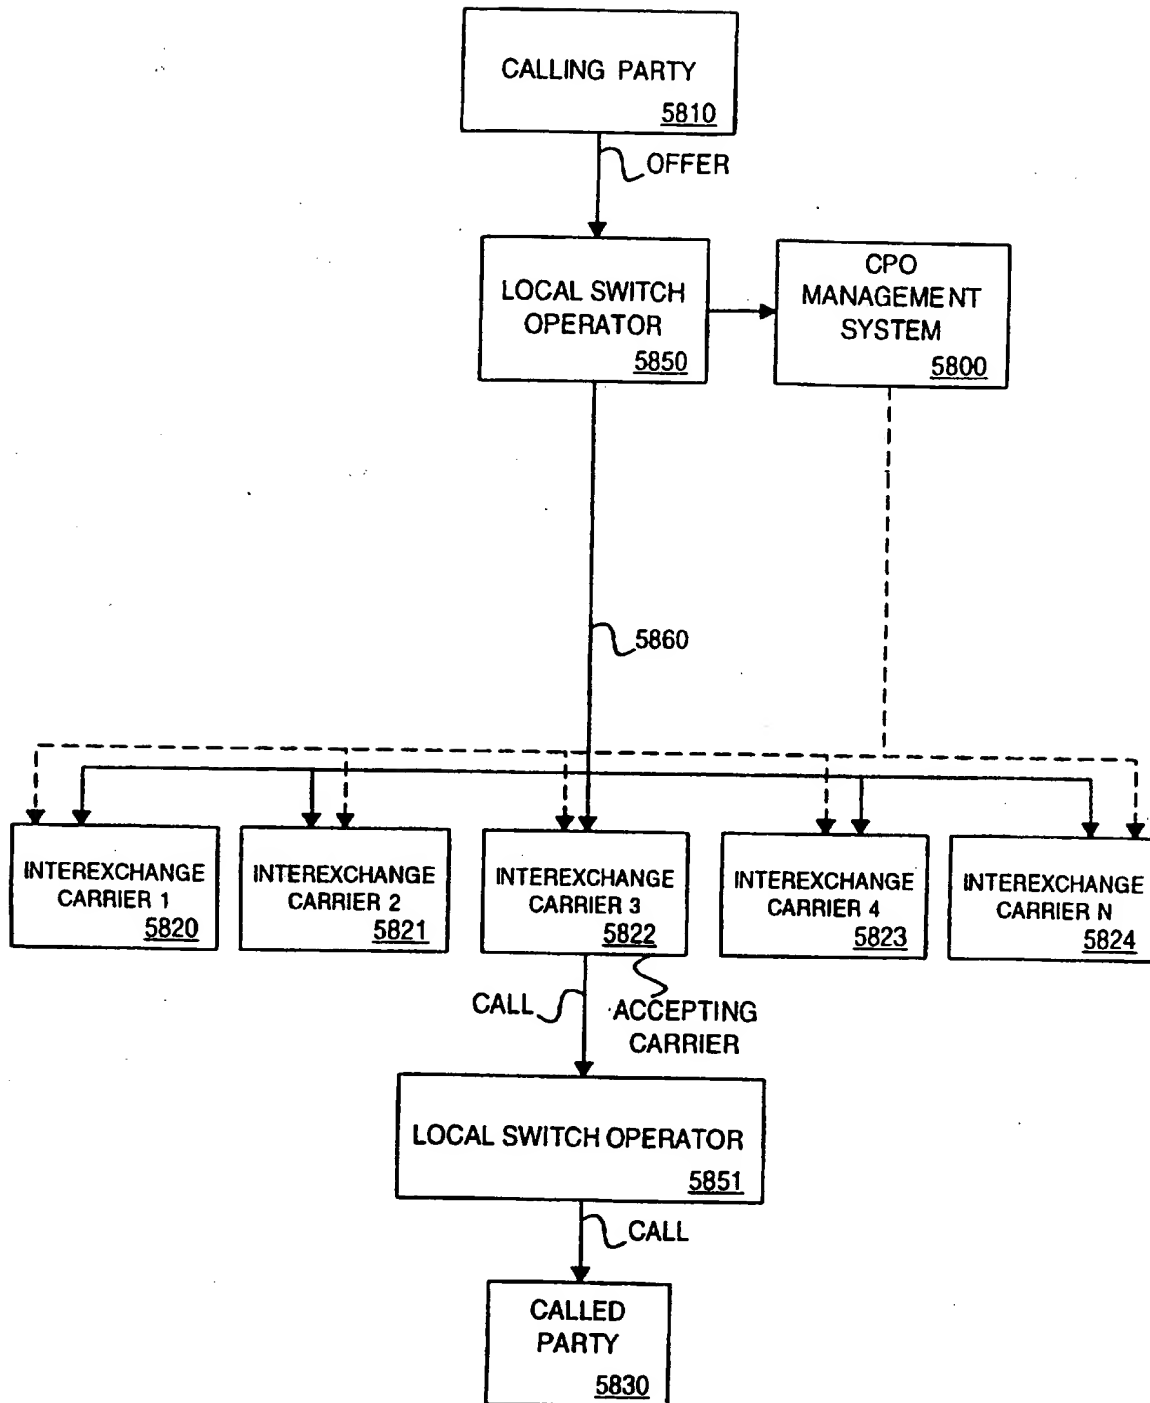 CALLING PARTY
5810
OFFER
LOCAL SWITCH
OPERATOR
5850
CPO
MANAGEMENT
SYSTEM
5800
5860
INTEREXCHANGE
CARRIER 1
5820
INTEREXCHANGE
CARRIER 2
5821
INTEREXCHANGE
CARRIER 3
5822
INTEREXCHANGE
CARRIER 4
5823
INTEREXCHANGE
CARRIER N
5824
CALL
ACCEPTING
CARRIER
LOCAL SWITCH OPERATOR
5851
CALL
CALLED
PARTY
5830